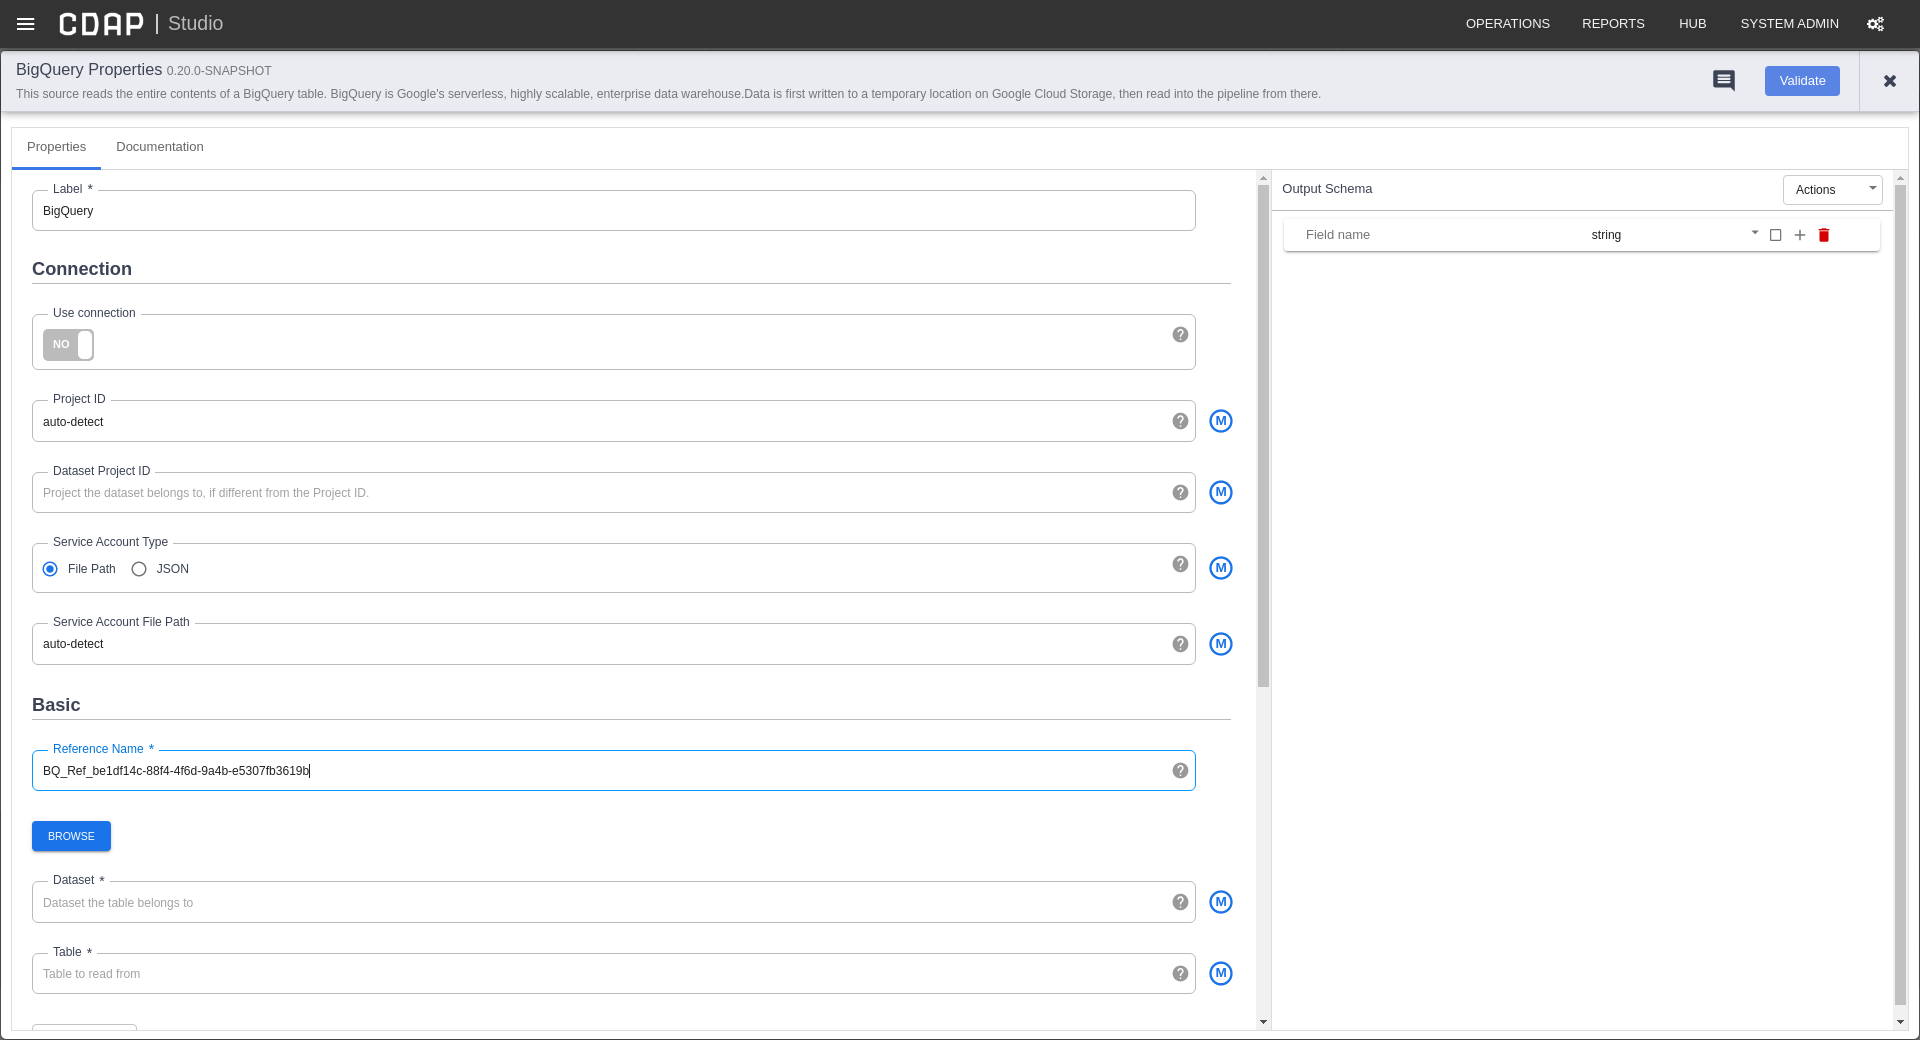 CDAP | Studio
OPERATIONS REPORTS HUB SYSTEM ADMIN
BigQuery Properties 0.20.0-SNAPSHOT
This source reads the entire contents of a BigQuery table. BigQuery is Google's serverless, highly scalable, enterprise data warehouse.Data is first written to a temporary location on Google Cloud Storage, then read into the pipeline from there.
Validate
Properties Documentation
Label *
BigQuery
Connection
Use connection
NO
Project ID
auto-detect
M
Dataset Project ID
Project the dataset belongs to, if different from the Project ID.
M
Service Account Type
File Path JSON
M
Service Account File Path
auto-detect
M
Basic
Reference Name *
BQ_Ref_be1df14c-88f4-4f6d-9a4b-e5307fb3619b
BROWSE
Dataset *
Dataset the table belongs to
M
Table *
Table to read from
M
Output Schema
Actions
Field name string